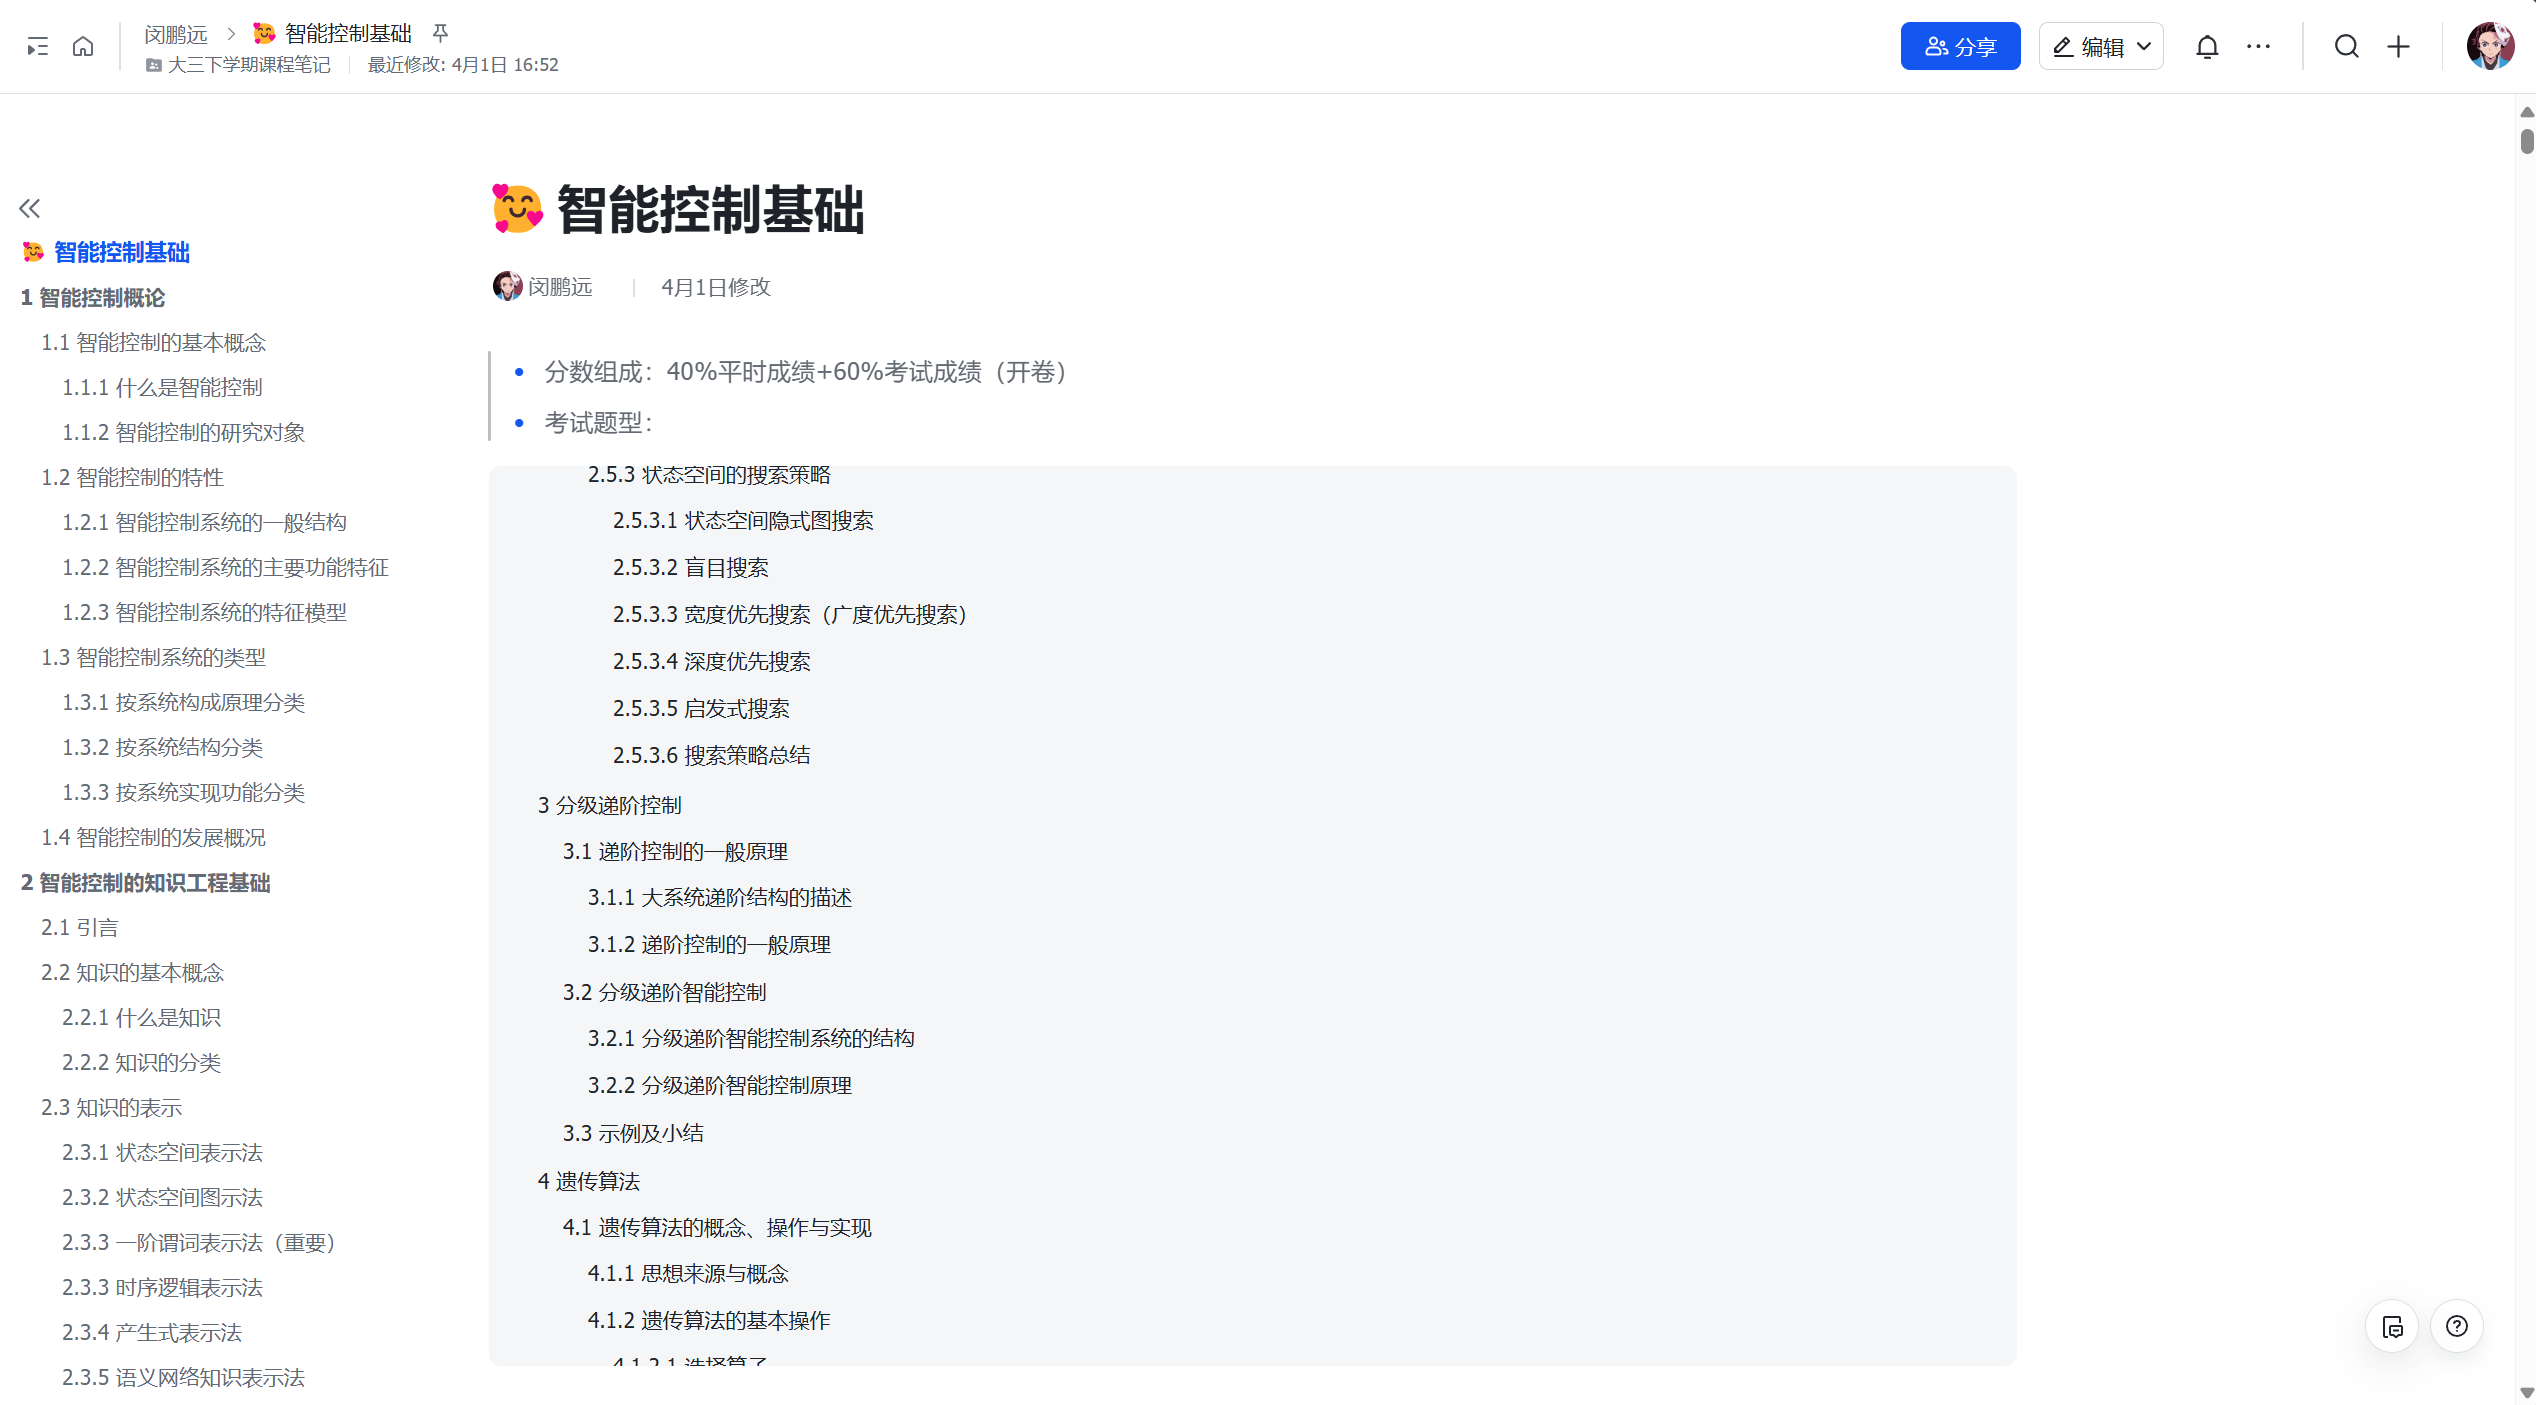 闵鹏远 > 智能控制基础
大三下学期课程笔记 | 最近修改: 4月1日 16:52
分享
编辑
智能控制基础
1 智能控制概论
1.1 智能控制的基本概念
1.1.1 什么是智能控制
1.1.2 智能控制的研究对象
1.2 智能控制的特性
1.2.1 智能控制系统的一般结构
1.2.2 智能控制系统的主要功能特征
1.2.3 智能控制系统的特征模型
1.3 智能控制系统的类型
1.3.1 按系统构成原理分类
1.3.2 按系统结构分类
1.3.3 按系统实现功能分类
1.4 智能控制的发展概况
2 智能控制的知识工程基础
2.1 引言
2.2 知识的基本概念
2.2.1 什么是知识
2.2.2 知识的分类
2.3 知识的表示
2.3.1 状态空间表示法
2.3.2 状态空间图示法
2.3.3 一阶谓词表示法（重要）
2.3.3 时序逻辑表示法
2.3.4 产生式表示法
2.3.5 语义网络知识表示法
智能控制基础
闵鹏远 | 4月1日修改
• 分数组成：40%平时成绩+60%考试成绩（开卷）
• 考试题型：
2.5.3 状态空间的搜索策略
2.5.3.1 状态空间隐式图搜索
2.5.3.2 盲目搜索
2.5.3.3 宽度优先搜索（广度优先搜索）
2.5.3.4 深度优先搜索
2.5.3.5 启发式搜索
2.5.3.6 搜索策略总结
3 分级递阶控制
3.1 递阶控制的一般原理
3.1.1 大系统递阶结构的描述
3.1.2 递阶控制的一般原理
3.2 分级递阶智能控制
3.2.1 分级递阶智能控制系统的结构
3.2.2 分级递阶智能控制原理
3.3 示例及小结
4 遗传算法
4.1 遗传算法的概念、操作与实现
4.1.1 思想来源与概念
4.1.2 遗传算法的基本操作
4.1.2.1 选择算子